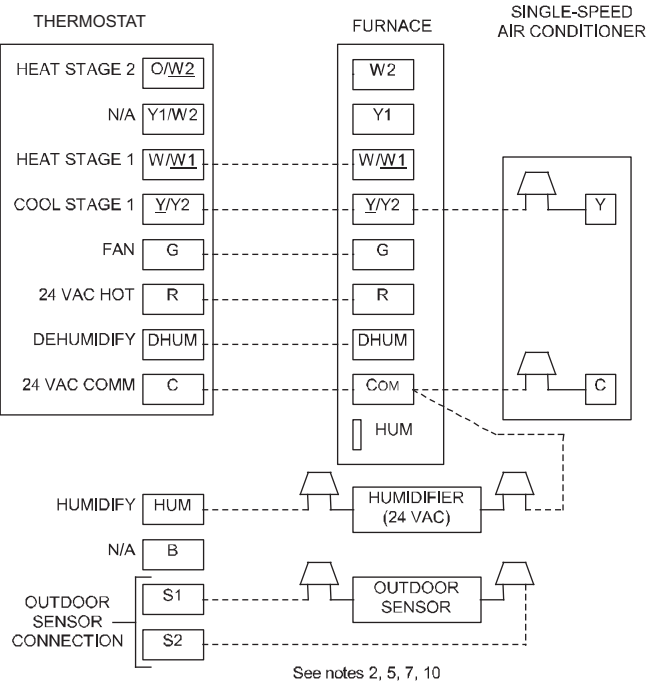 THERMOSTAT
FURNACE
SINGLE-SPEED
AIR CONDITIONER
HEAT STAGE 2 O/W2 W2
N/A Y1/W2 Y1
HEAT STAGE 1 W/W1 W/W1
COOL STAGE 1 Y/Y2 Y/Y2 Y
FAN G G
24 VAC HOT R R
DEHUMIDIFY DHUM DHUM
24 VAC COMM C COM C
HUM
HUMIDIFY HUM HUMIDIFIER
(24 VAC)
N/A B
OUTDOOR
SENSOR
CONNECTION
S1
S2
OUTDOOR
SENSOR
See notes 2, 5, 7, 10